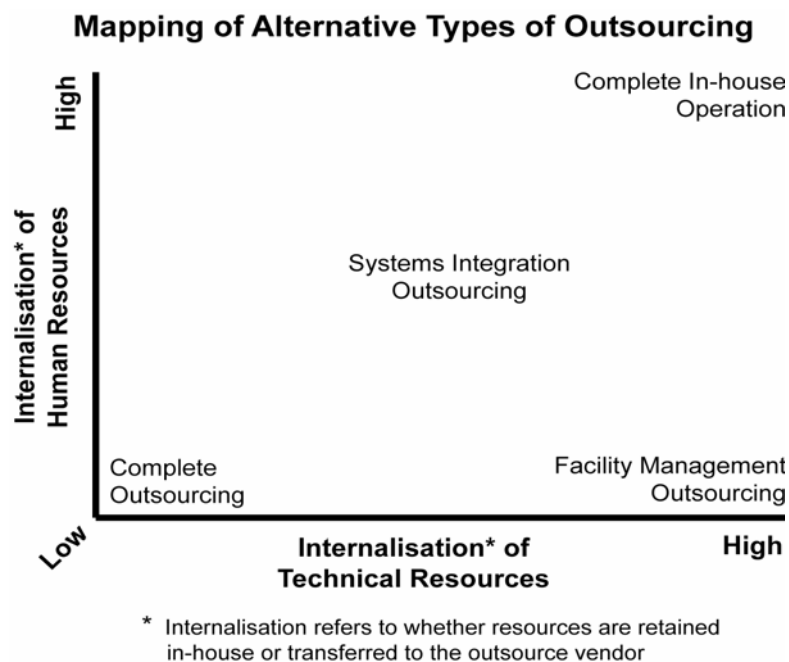 Mapping of Alternative Types of Outsourcing
High
Complete In-house
Operation
Internalisation* of
Human Resources
Systems Integration
Outsourcing
Complete
Outsourcing
Facility Management
Outsourcing
Low
Internalisation* of
Technical Resources
High
* Internalisation refers to whether resources are retained
in-house or transferred to the outsource vendor